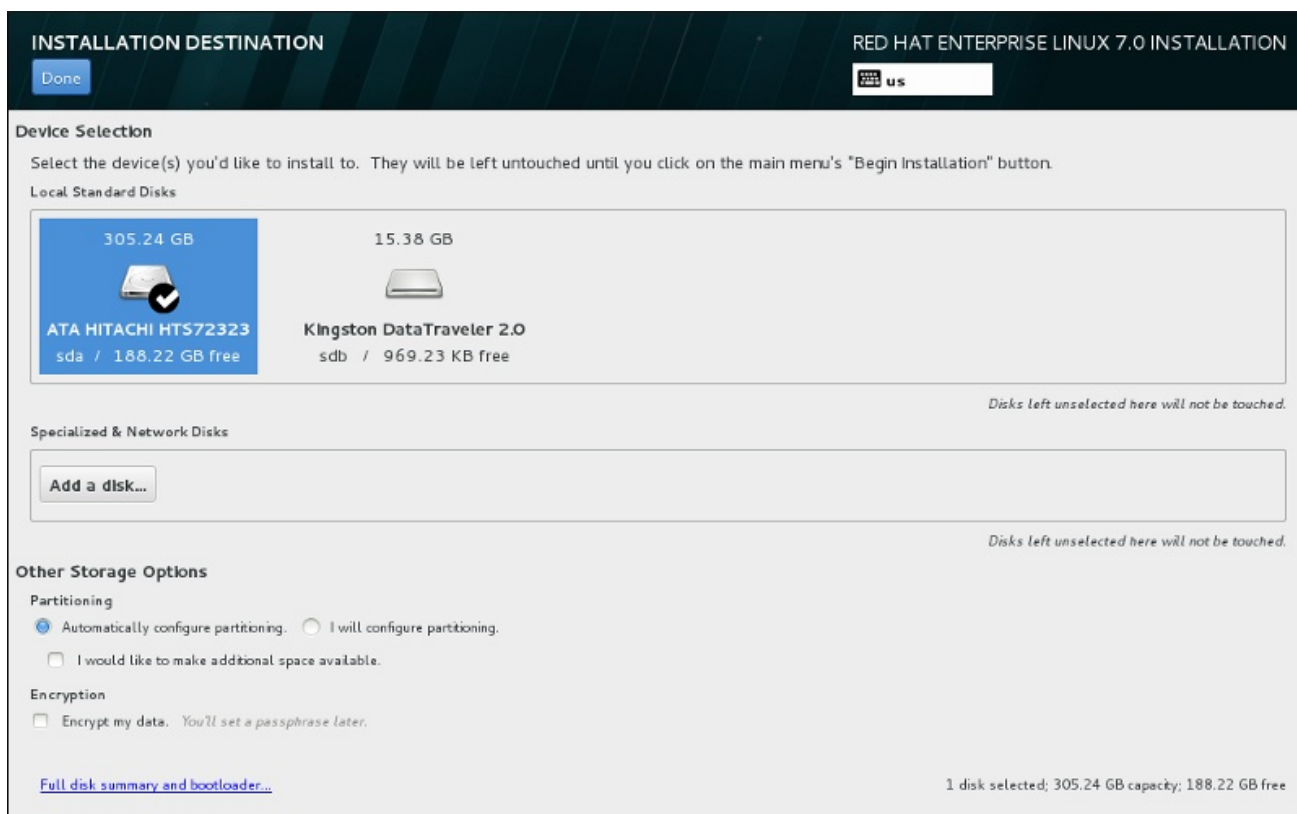 INSTALLATION DESTINATION
RED HAT ENTERPRISE LINUX 7.0 INSTALLATION
Done
us
Device Selection
Select the device(s) you'd like to install to. They will be left untouched until you click on the main menu's "Begin Installation" button.
Local Standard Disks
305.24 GB
ATA HITACHI HTS72323
sda / 188.22 GB free
15.38 GB
Kingston DataTraveler 2.0
sdb / 969.23 KB free
Disks left unselected here will not be touched.
Specialized & Network Disks
Add a disk...
Disks left unselected here will not be touched.
Other Storage Options
Partitioning
Automatically configure partitioning. I will configure partitioning.
I would like to make additional space available.
Encryption
Encrypt my data. You'll set a passphrase later.
Full disk summary and bootloader...
1 disk selected; 305.24 GB capacity; 188.22 GB free